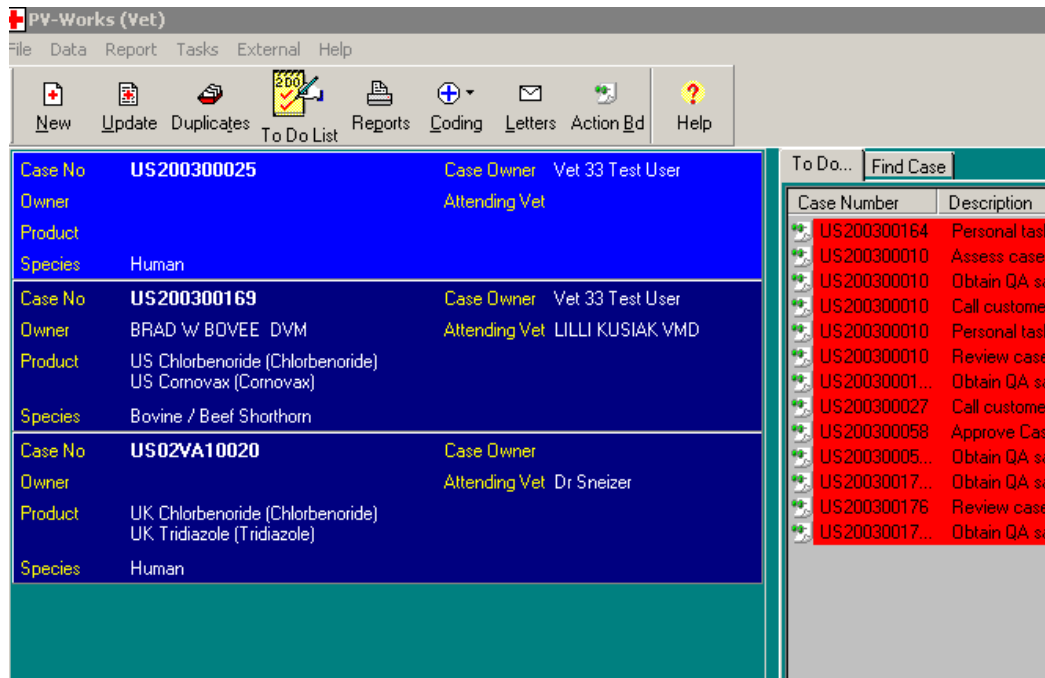 PV-Works (Vet)
File Data Report Tasks External Help
200
New Update Duplicates To Do List Reports Coding Letters Action Bd Help
Case No US200300025 Case Owner Vet 33 Test User
Owner Attending Vet
Product
Species Human
Case No US200300169 Case Owner Vet 33 Test User
Owner BRAD W BOVEE DVM Attending Vet LILLI KUSIAK VMD
Product US Chlorbenoride (Chlorbenoride)
US Cornovax (Cornovax)
Species Bovine / Beef Shorthorn
Case No US02VA10020 Case Owner
Owner Attending Vet Dr Sneizer
Product UK Chlorbenoride (Chlorbenoride)
UK Tridiazole (Tridiazole)
Species Human
To Do... Find Case
Case Number Description
US200300164 Personal tas
US200300010 Assess case
US200300010 Obtain QA sa
US200300010 Call custome
US200300010 Personal tas
US200300010 Review case
US20030001... Obtain QA sa
US200300027 Call custome
US200300058 Approve Cas
US20030005... Obtain QA sa
US20030017... Obtain QA sa
US200300176 Review case
US20030017... Obtain QA sa